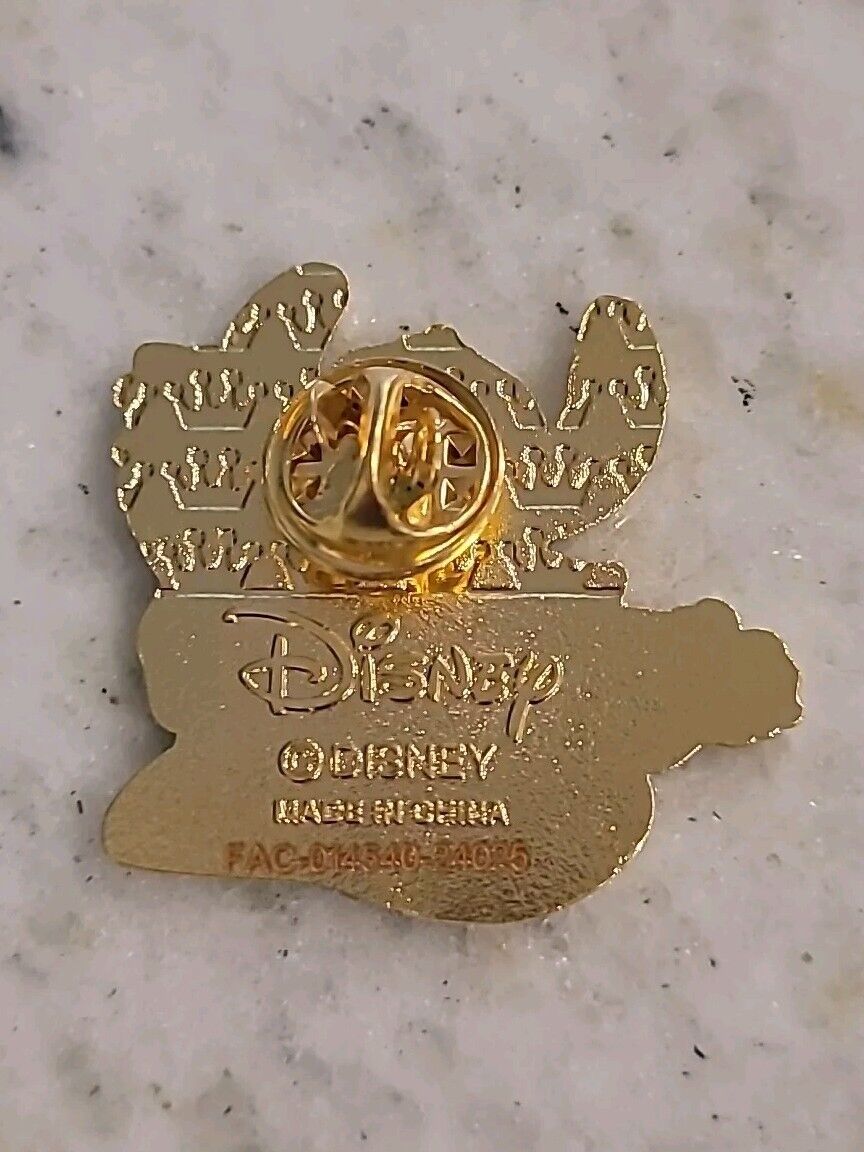 Disney
©DISNEY
MADE IN CHINA
FAC-014540-24025